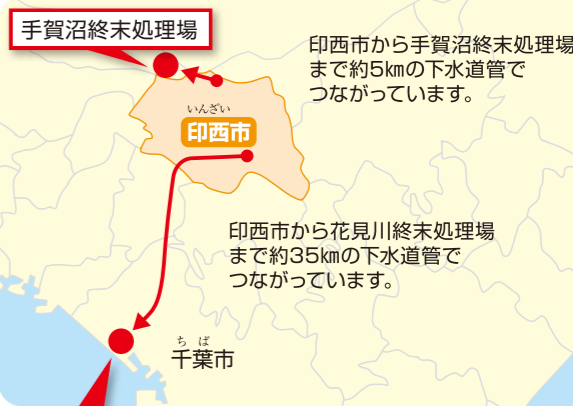 手賀沼終末処理場
印西市から手賀沼終末処理場
まで約5㎞の下水道管で
つながっています。
いんざい
印西市
印西市から花見川終末処理場
まで約35㎞の下水道管で
つながっています。
ちば
千葉市